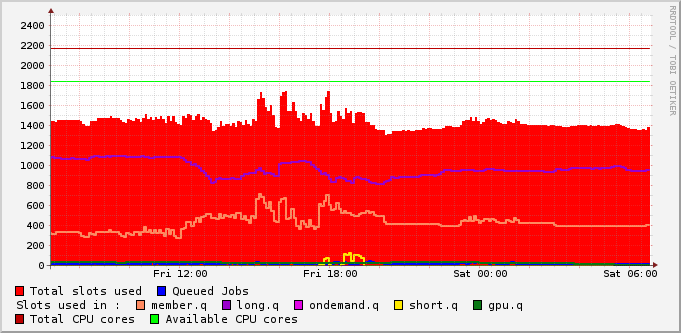 2400
2200
2000
1800
1600
1400
1200
1000
800
600
400
200
0
Fri 12:00 Fri 18:00 Sat 00:00 Sat 06:00
Total slots used Queued Jobs
Slots used in : member.q long.q ondemand.q short.q gpu.q
Total CPU cores Available CPU cores
RRDTOOL / TOBI OETIKER